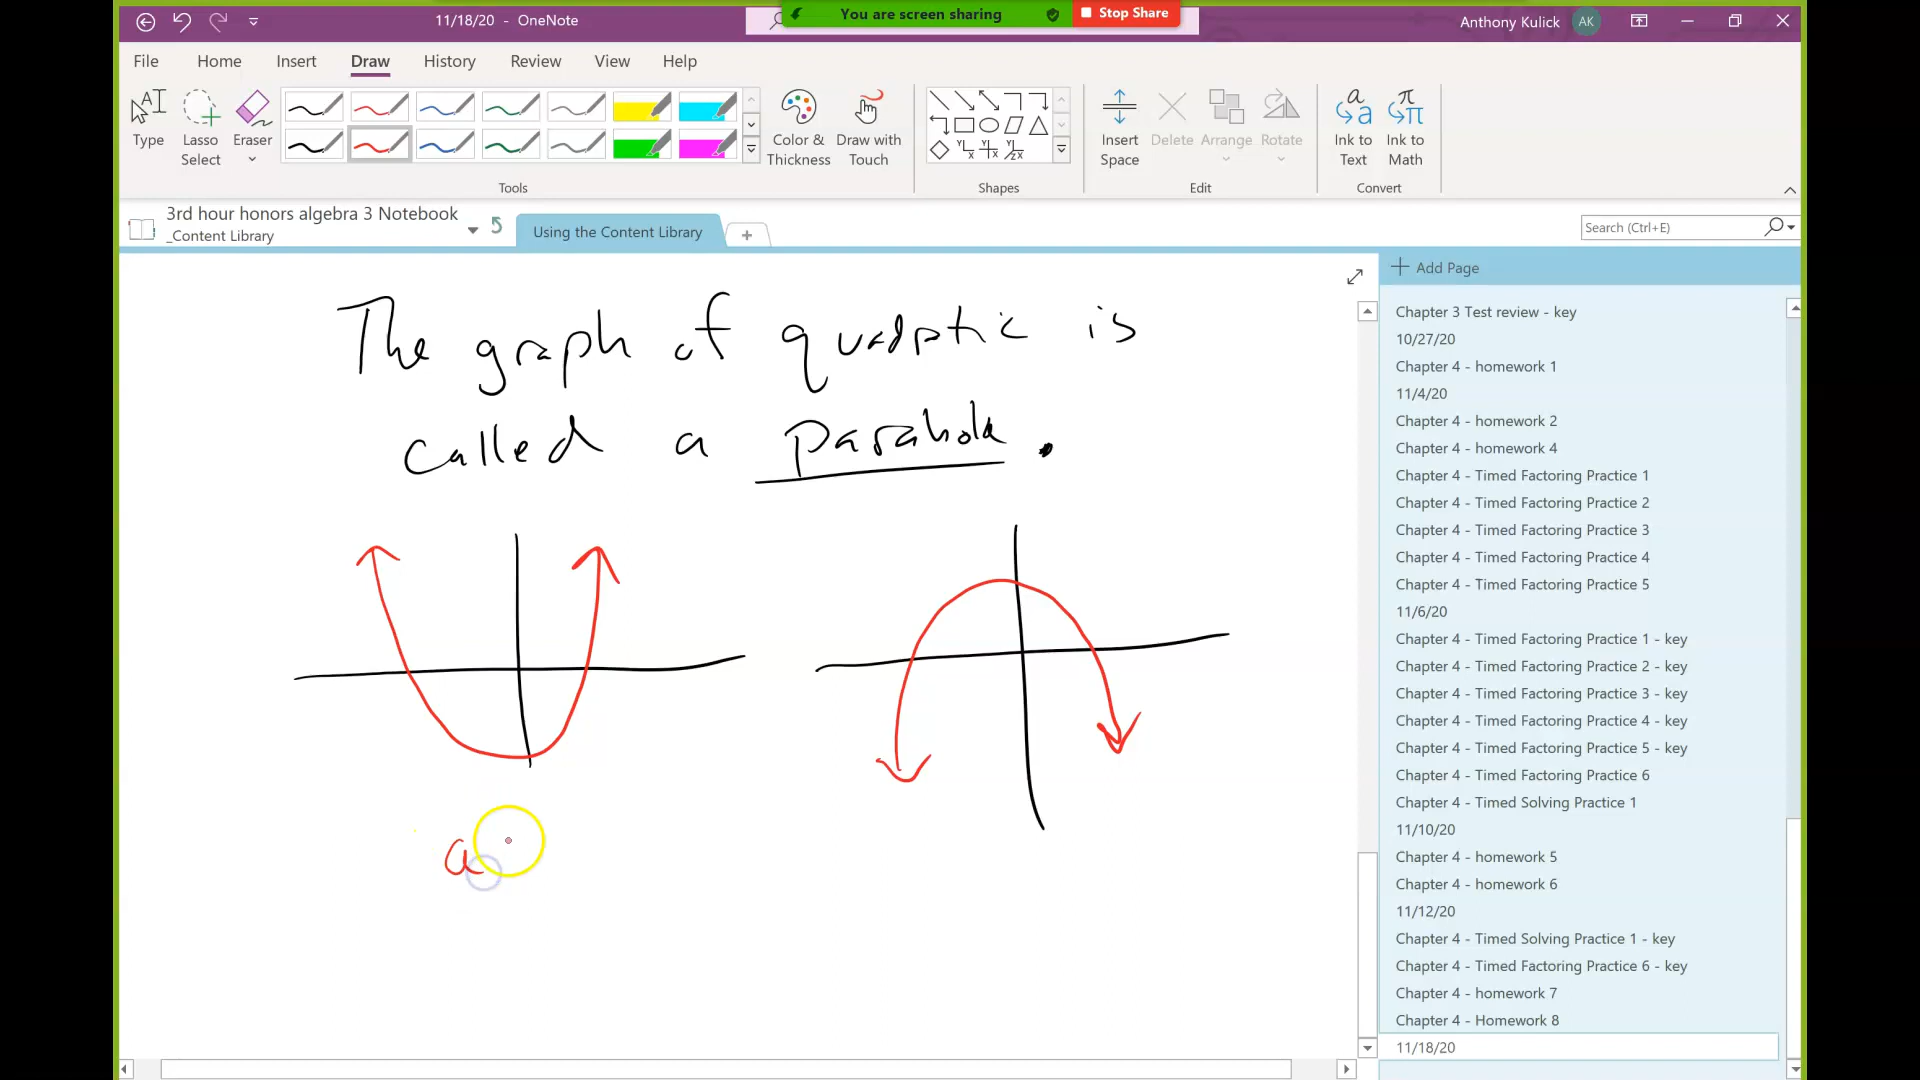 11/18/20 - OneNote
You are screen sharing
Stop Share
Anthony Kulick
AK
File Home Insert Draw History Review View Help
Type
Lasso Select
Eraser
Color & Thickness
Draw with Touch
Insert Space
Delete
Arrange
Rotate
Ink to Text
Ink to Math
Tools
Shapes
Edit
Convert
3rd hour honors algebra 3 Notebook
_Content Library
Using the Content Library
Search (Ctrl+E)
The graph of quadratic is
called a parabola.
a
Add Page
Chapter 3 Test review - key
10/27/20
Chapter 4 - homework 1
11/4/20
Chapter 4 - homework 2
Chapter 4 - homework 4
Chapter 4 - Timed Factoring Practice 1
Chapter 4 - Timed Factoring Practice 2
Chapter 4 - Timed Factoring Practice 3
Chapter 4 - Timed Factoring Practice 4
Chapter 4 - Timed Factoring Practice 5
11/6/20
Chapter 4 - Timed Factoring Practice 1 - key
Chapter 4 - Timed Factoring Practice 2 - key
Chapter 4 - Timed Factoring Practice 3 - key
Chapter 4 - Timed Factoring Practice 4 - key
Chapter 4 - Timed Factoring Practice 5 - key
Chapter 4 - Timed Factoring Practice 6
Chapter 4 - Timed Solving Practice 1
11/10/20
Chapter 4 - homework 5
Chapter 4 - homework 6
11/12/20
Chapter 4 - Timed Solving Practice 1 - key
Chapter 4 - Timed Factoring Practice 6 - key
Chapter 4 - homework 7
Chapter 4 - Homework 8
11/18/20